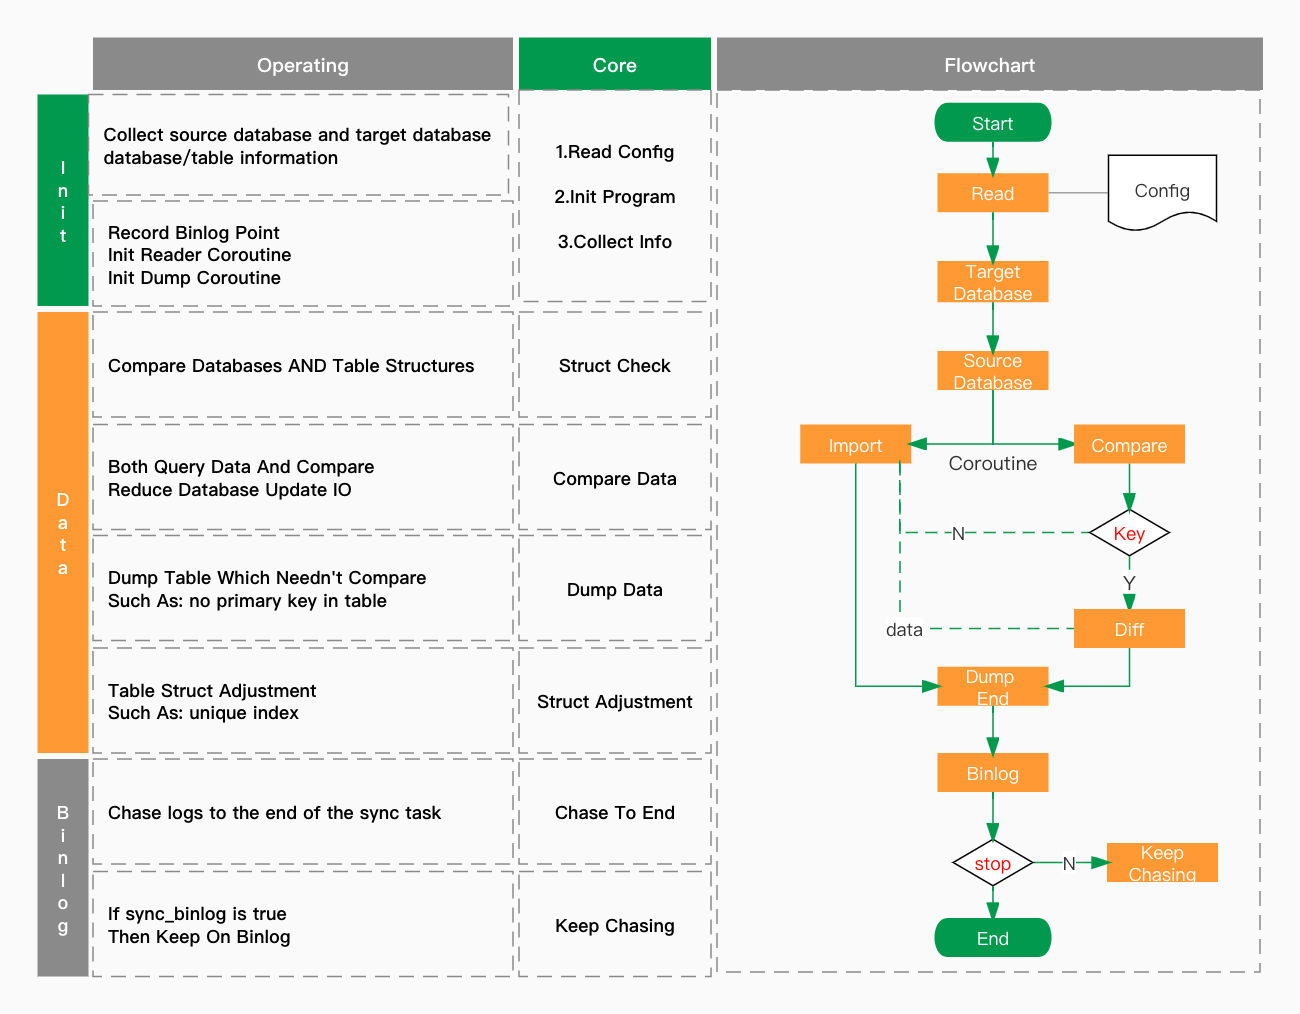 Operating
Core
Flowchart
Init
Collect source database and target database
database/table information
Record Binlog Point
Init Reader Coroutine
Init Dump Coroutine
1.Read Config
2.Init Program
3.Collect Info
Data
Compare Databases AND Table Structures
Struct Check
Both Query Data And Compare
Reduce Database Update IO
Compare Data
Dump Table Which Needn't Compare
Such As: no primary key in table
Dump Data
Table Struct Adjustment
Such As: unique index
Struct Adjustment
Binlog
Chase logs to the end of the sync task
Chase To End
If sync_binlog is true
Then Keep On Binlog
Keep Chasing
Start
Read
Config
Target
Database
Source
Database
Import
Coroutine
Compare
N
Key
Y
data
Diff
Dump
End
Binlog
stop
N
Keep
Chasing
End